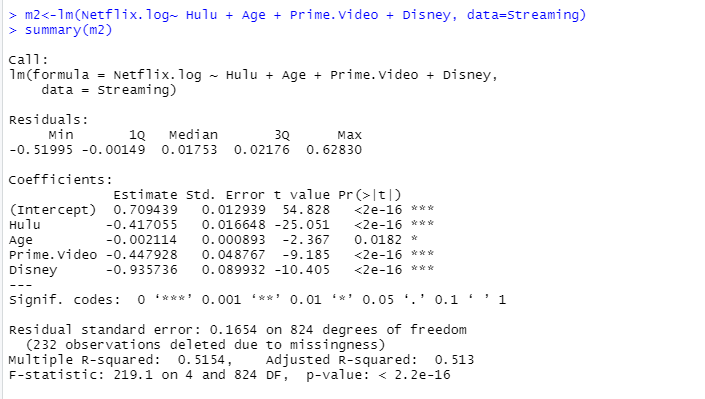 > m2<-lm(Netflix.log~ Hulu + Age + Prime.Video + Disney, data=Streaming)
> summary(m2)
Call:
lm(formula = Netflix.log ~ Hulu + Age + Prime.Video + Disney,
    data = Streaming)
Residuals:
     Min       1Q   Median       3Q      Max
-0.51995 -0.00149  0.01753  0.02176  0.62830
Coefficients:
             Estimate Std. Error t value Pr(>|t|)
(Intercept)  0.709439   0.012939  54.828   <2e-16 ***
Hulu        -0.417055   0.016648 -25.051   <2e-16 ***
Age         -0.002114   0.000893  -2.367   0.0182 *
Prime.Video -0.447928   0.048767  -9.185   <2e-16 ***
Disney      -0.935736   0.089932 -10.405   <2e-16 ***
---
Signif. codes:  0 ‘***’ 0.001 ‘**’ 0.01 ‘*’ 0.05 ‘.’ 0.1 ‘ ’ 1
Residual standard error: 0.1654 on 824 degrees of freedom
  (232 observations deleted due to missingness)
Multiple R-squared:  0.5154,    Adjusted R-squared:  0.513
F-statistic: 219.1 on 4 and 824 DF,  p-value: < 2.2e-16